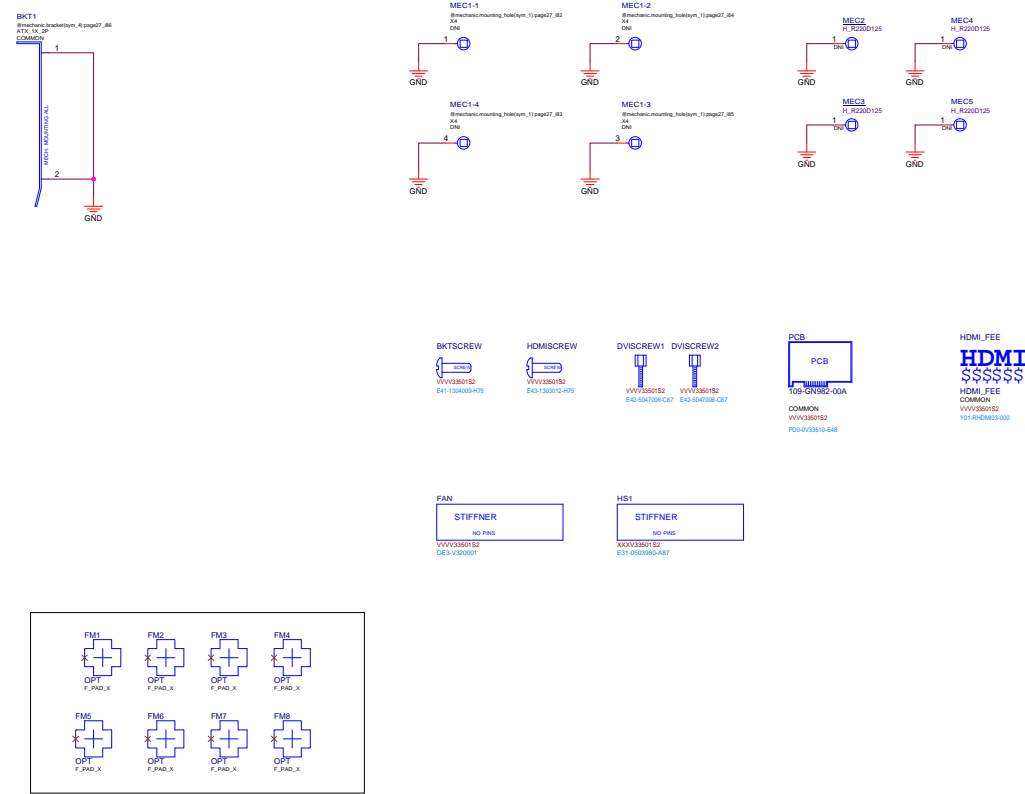 BKT1
@mechanic.bracket(sym_4):page27_i86
ATX_1X_2P
COMMON
1
MECH. MOUNTING ALL
2
GND
MEC1-1
@mechanic.mounting_hole(sym_1):page27_i82
X4
DNI
1
GND
MEC1-2
@mechanic.mounting_hole(sym_1):page27_i84
X4
DNI
2
GND
MEC2
H_R220D125
1
DNI
GND
MEC4
H_R220D125
1
DNI
GND
MEC1-4
@mechanic.mounting_hole(sym_1):page27_i83
X4
DNI
4
GND
MEC1-3
@mechanic.mounting_hole(sym_1):page27_i85
X4
DNI
3
GND
MEC3
H_R220D125
1
DNI
GND
MEC5
H_R220D125
1
DNI
GND
BKTSCREW
SCREW
VVVV33501S2
E41-1304009-H75
HDMISCREW
SCREW
VVVV33501S2
E43-1303012-H75
DVISCREW1
VVVV33501S2
E42-5047006-C67
DVISCREW2
VVVV33501S2
E42-5047006-C67
PCB
PCB
109-GN982-00A
COMMON
VVVV33501S2
PD0-0V33510-E48
HDMI_FEE
HDMI
$$$$$$
HDMI_FEE
COMMON
VVVV33501S2
Y01-RHDMI03-000
FAN
STIFFNER
NO PINS
VVVV33501S2
OE3-V320001
HS1
STIFFNER
NO PINS
XXXV33501S2
E31-0503980-A87
FM1
OPT
F_PAD_X
FM2
OPT
F_PAD_X
FM3
OPT
F_PAD_X
FM4
OPT
F_PAD_X
FM5
OPT
F_PAD_X
FM6
OPT
F_PAD_X
FM7
OPT
F_PAD_X
FM8
OPT
F_PAD_X